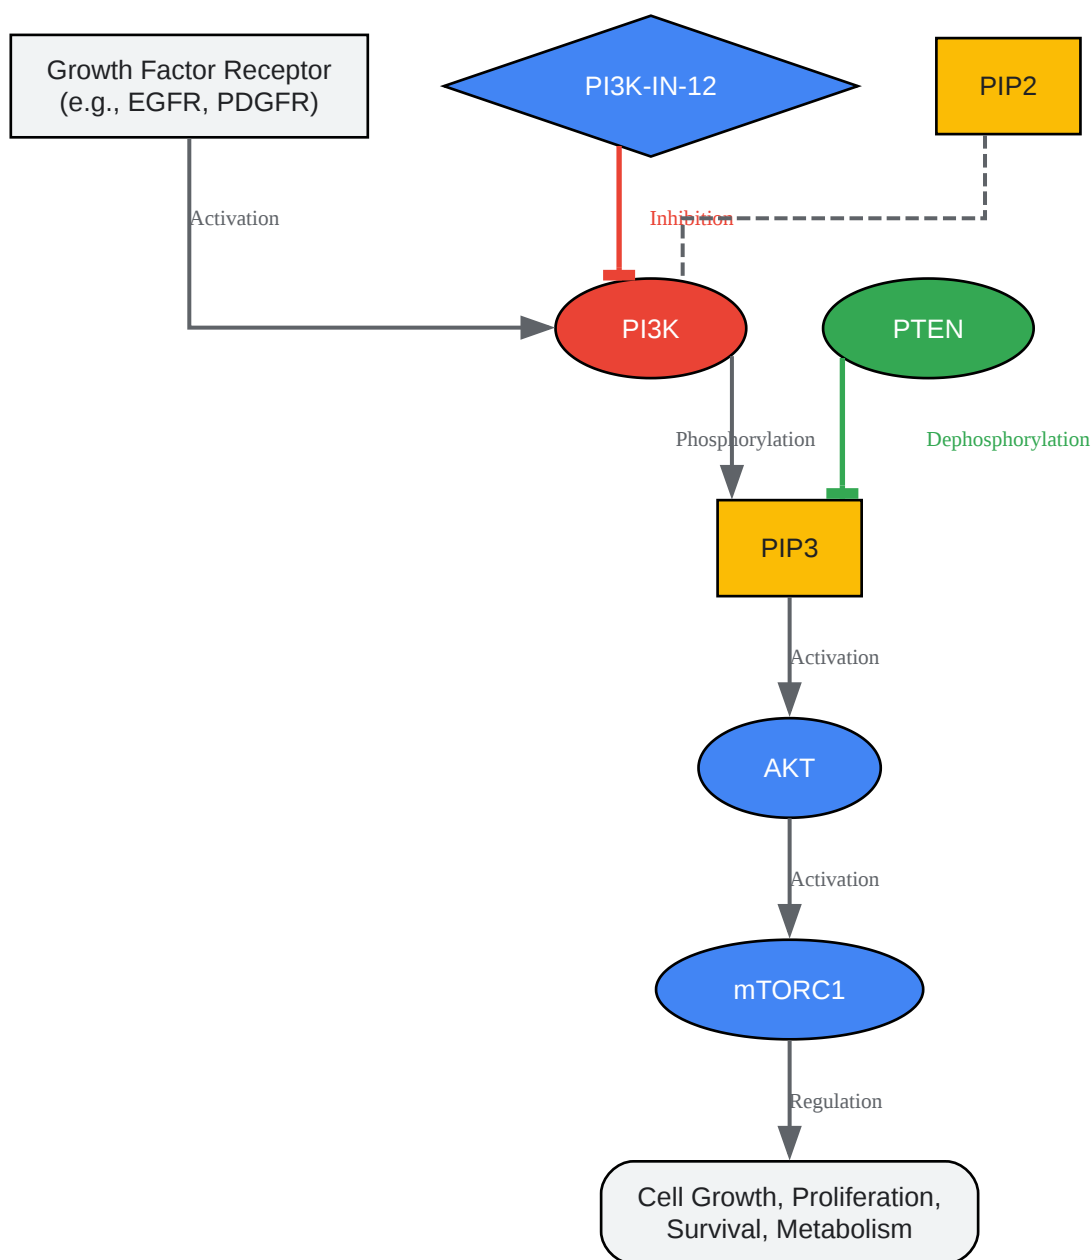 Growth Factor Receptor
(e.g., EGFR, PDGFR)
PI3K-IN-12
PIP2
Activation
Inhibition
PI3K
PTEN
Phosphorylation
Dephosphorylation
PIP3
Activation
AKT
Activation
mTORC1
Regulation
Cell Growth, Proliferation,
Survival, Metabolism